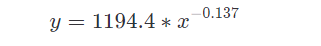 y = 1194.4 * x^{-0.137}